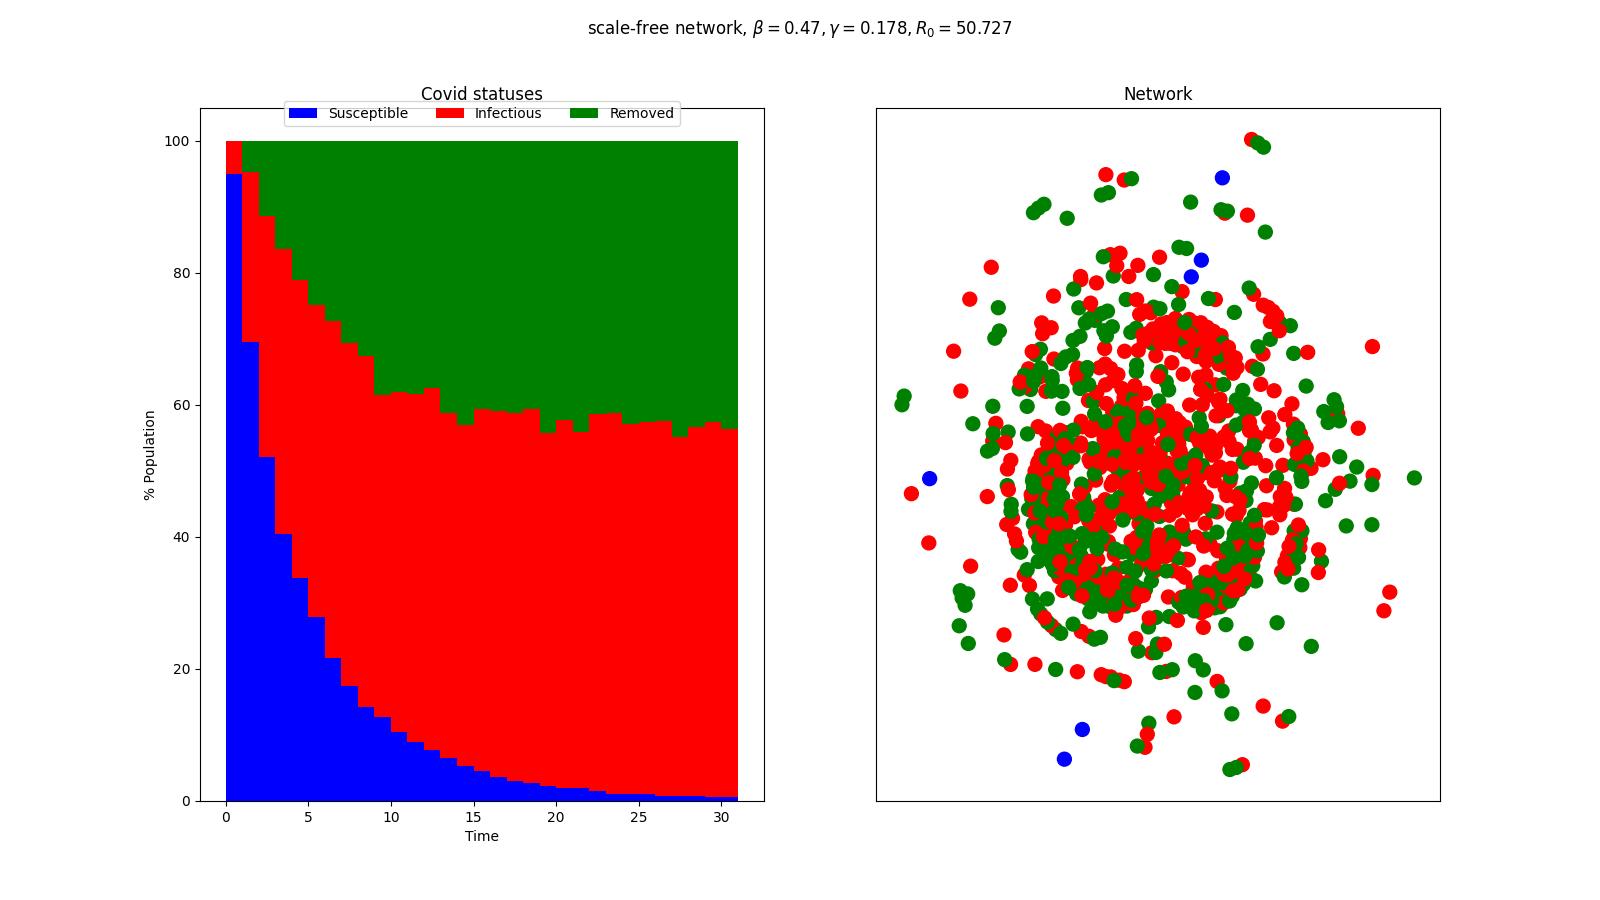 scale-free network, β = 0.47, γ = 0.178, R₀ = 50.727
Covid statuses
Susceptible Infectious Removed
100
80
60
40
20
0
% Population
0 5 10 15 20 25 30
Time
Network